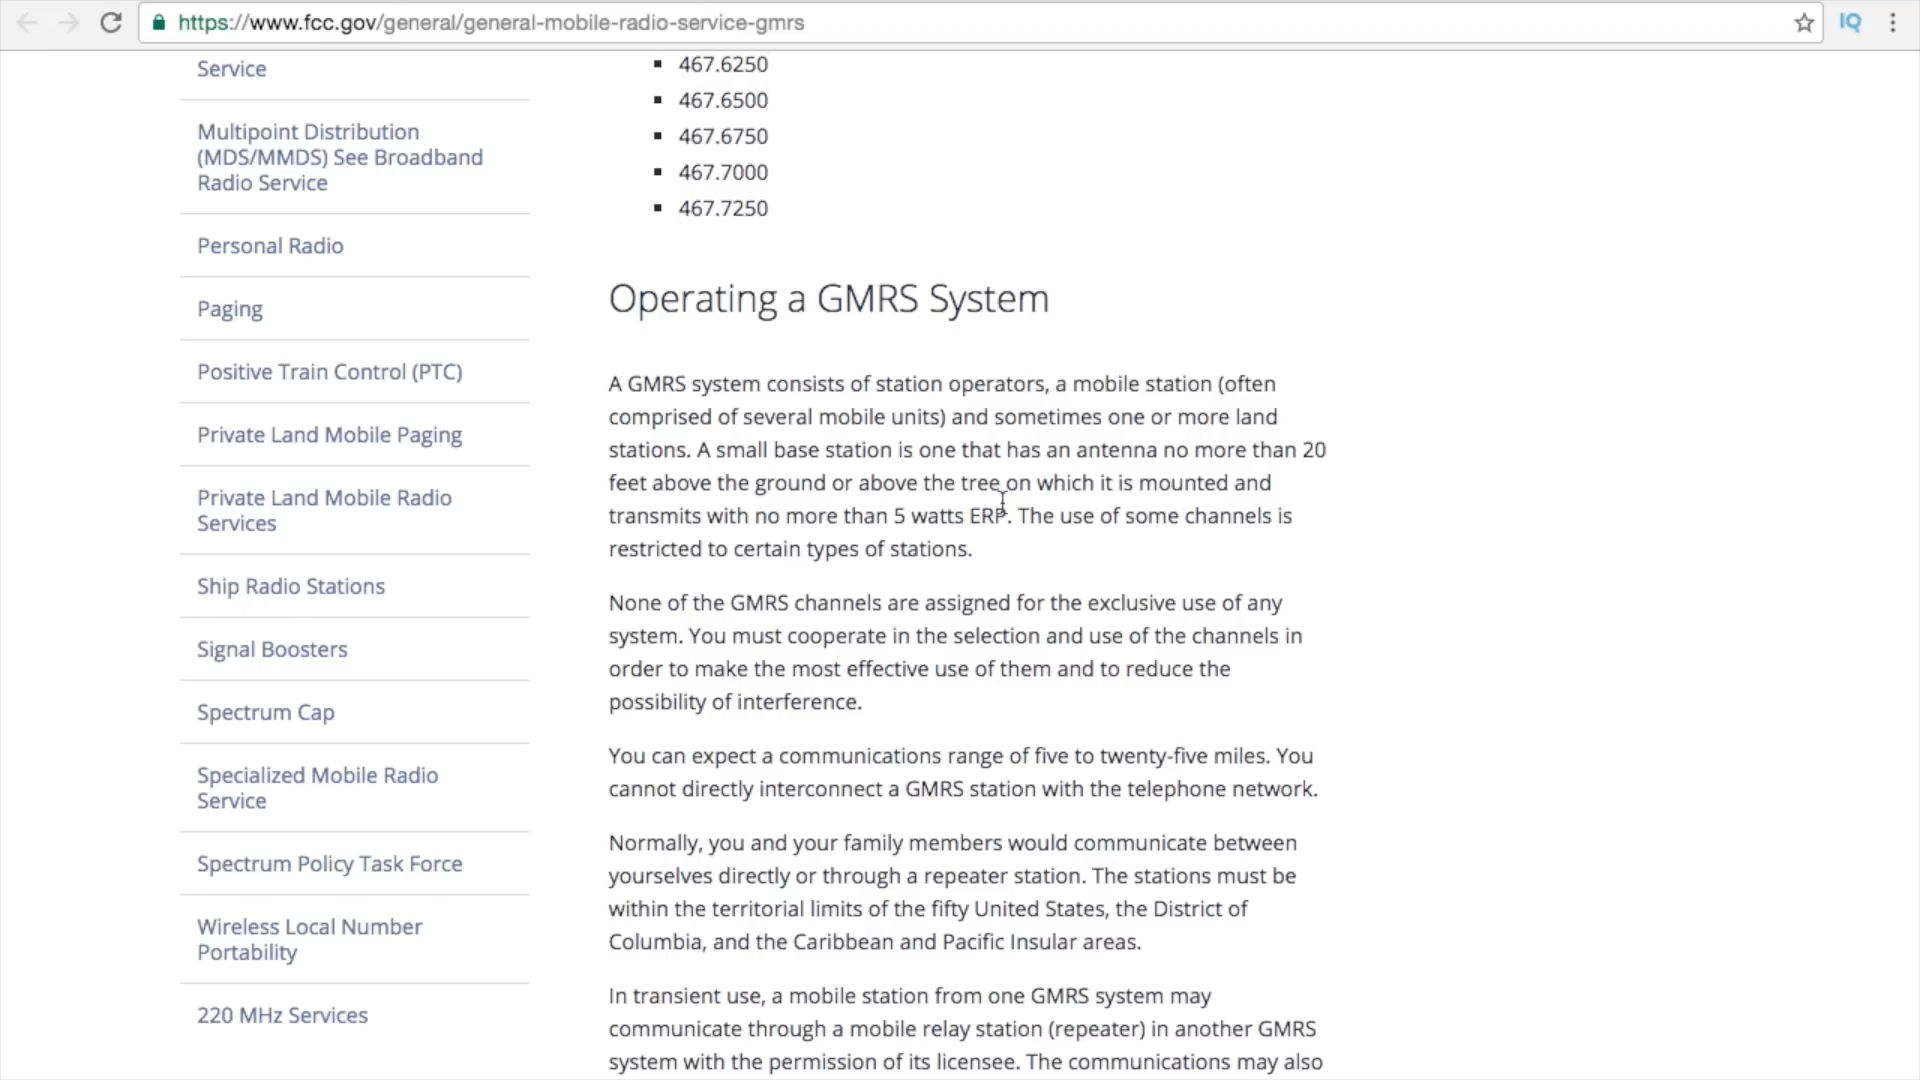 https://www.fcc.gov/general/general-mobile-radio-service-gmrs
IQ
Service
Multipoint Distribution
(MDS/MMDS) See Broadband
Radio Service
Personal Radio
Paging
Positive Train Control (PTC)
Private Land Mobile Paging
Private Land Mobile Radio
Services
Ship Radio Stations
Signal Boosters
Spectrum Cap
Specialized Mobile Radio
Service
Spectrum Policy Task Force
Wireless Local Number
Portability
220 MHz Services
467.6250
467.6500
467.6750
467.7000
467.7250
Operating a GMRS System
A GMRS system consists of station operators, a mobile station (often
comprised of several mobile units) and sometimes one or more land
stations. A small base station is one that has an antenna no more than 20
feet above the ground or above the tree on which it is mounted and
transmits with no more than 5 watts ERP. The use of some channels is
restricted to certain types of stations.
None of the GMRS channels are assigned for the exclusive use of any
system. You must cooperate in the selection and use of the channels in
order to make the most effective use of them and to reduce the
possibility of interference.
You can expect a communications range of five to twenty-five miles. You
cannot directly interconnect a GMRS station with the telephone network.
Normally, you and your family members would communicate between
yourselves directly or through a repeater station. The stations must be
within the territorial limits of the fifty United States, the District of
Columbia, and the Caribbean and Pacific Insular areas.
In transient use, a mobile station from one GMRS system may
communicate through a mobile relay station (repeater) in another GMRS
system with the permission of its licensee. The communications may also